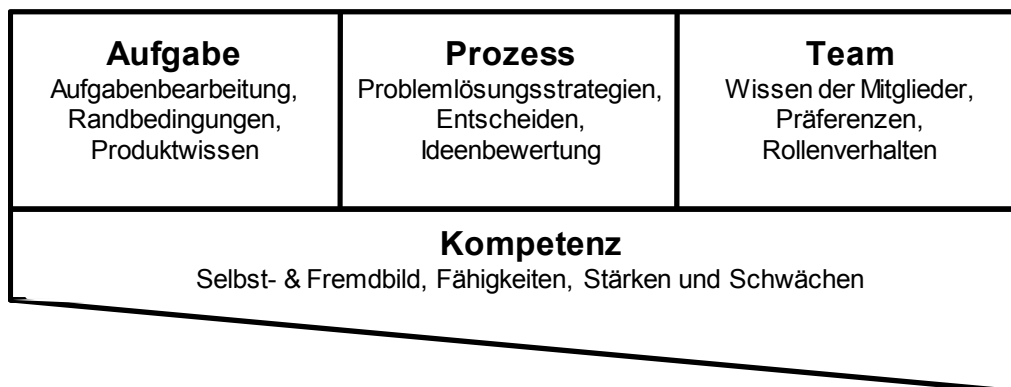 Aufgabe
Aufgabenbearbeitung,
Randbedingungen,
Produktwissen
Prozess
Problemlösungsstrategien,
Entscheiden,
Ideenbewertung
Team
Wissen der Mitglieder,
Präferenzen,
Rollenverhalten
Kompetenz
Selbst- & Fremdbild, Fähigkeiten, Stärken und Schwächen